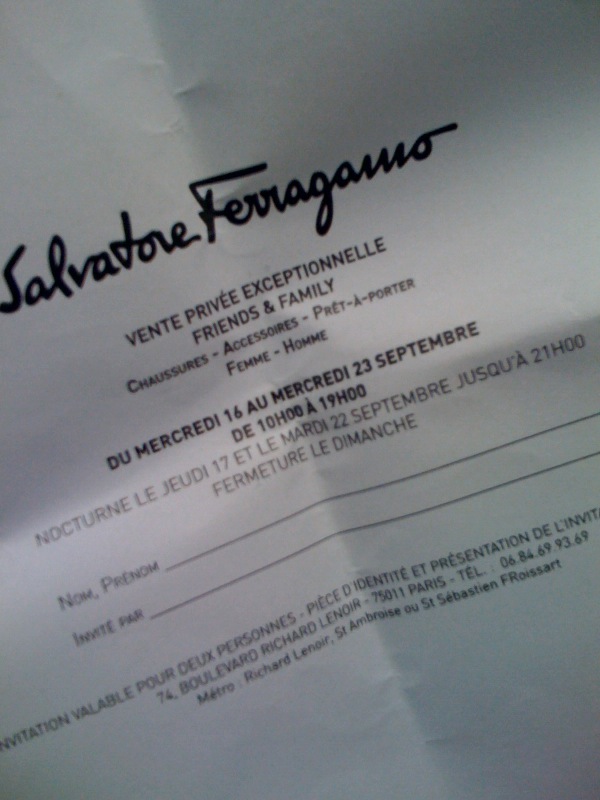 Salvatore Ferragamo
VENTE PRIVÉE EXCEPTIONNELLE
FRIENDS & FAMILY
CHAUSSURES - ACCESSOIRES - PRÊT-À-PORTER
FEMME - HOMME
DU MERCREDI 16 AU MERCREDI 23 SEPTEMBRE
DE 10H00 À 19H00
NOCTURNE LE JEUDI 17 ET LE MARDI 22 SEPTEMBRE JUSQU'À 21H00
FERMETURE LE DIMANCHE
NOM, PRÉNOM
INVITÉ PAR
INVITATION VALABLE POUR DEUX PERSONNES - PIÈCE D'IDENTITÉ ET PRÉSENTATION DE L'INVITA
74, BOULEVARD RICHARD LENOIR - 75011 PARIS - TÉL. : 06.84.69.93.69
Métro : Richard Lenoir, St Ambroise ou St Sébastien FRoissart